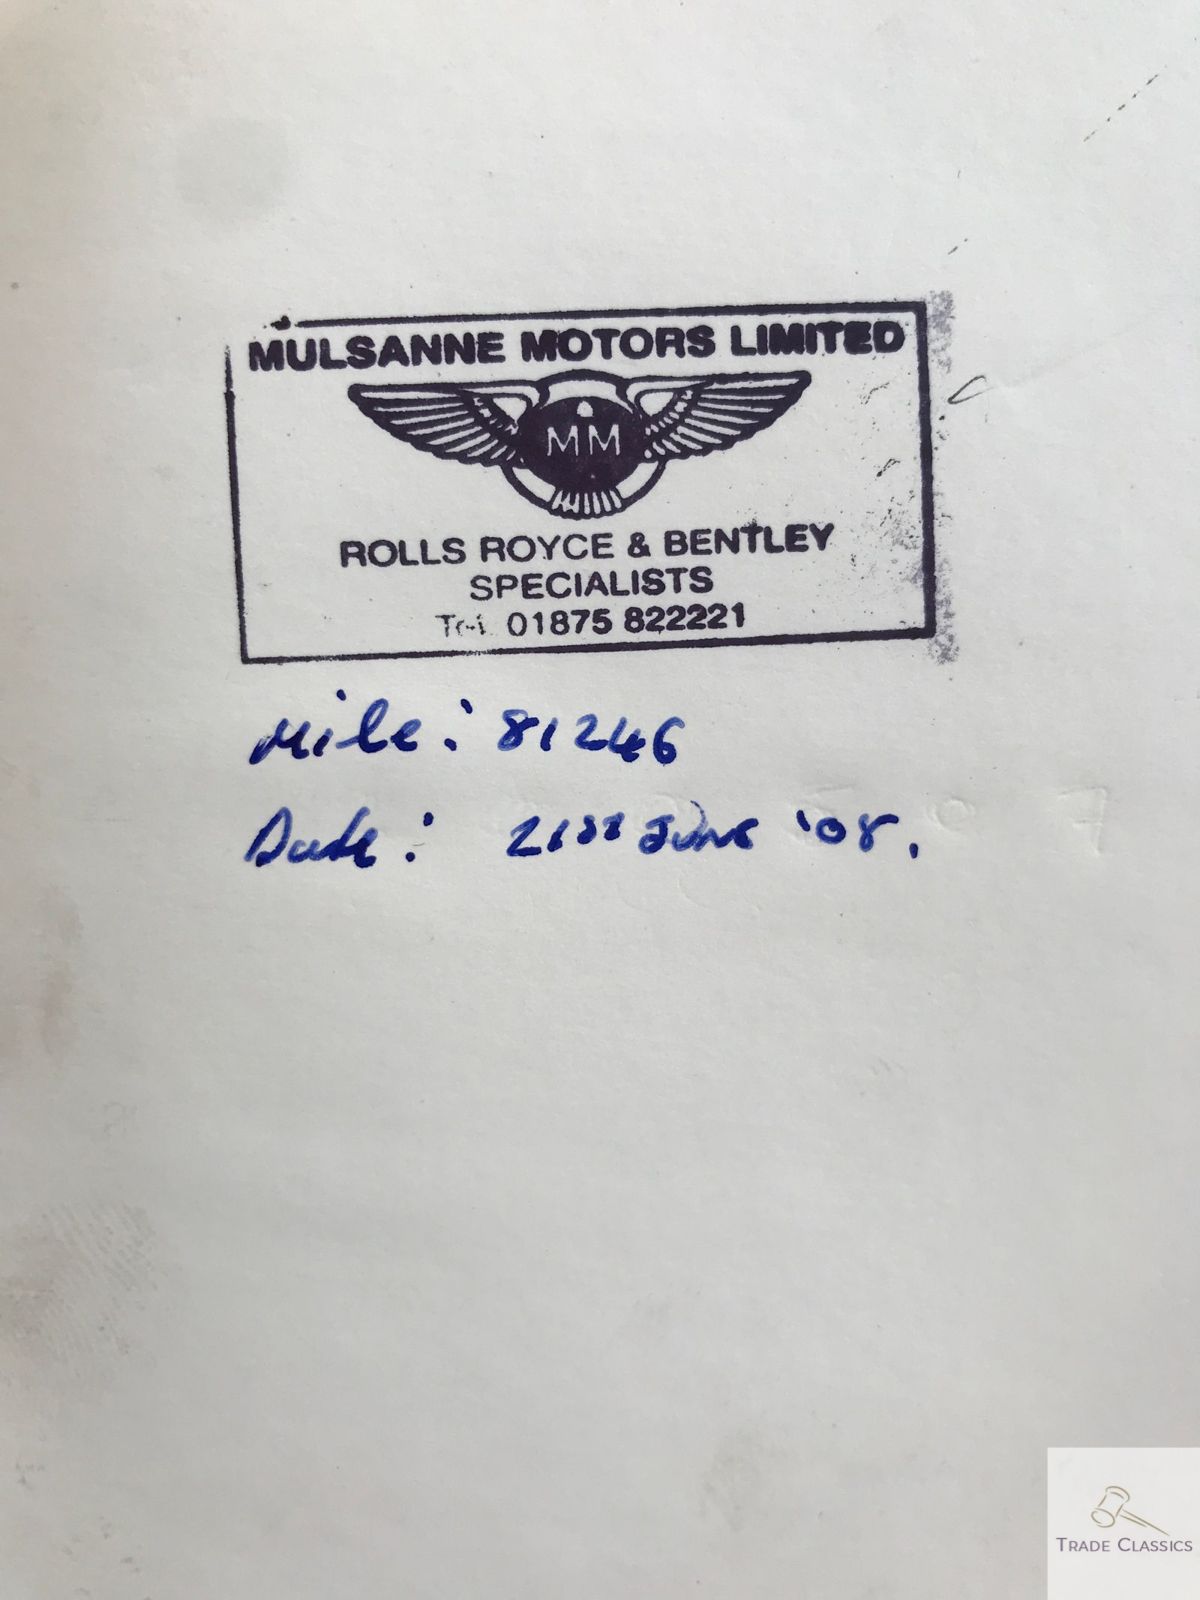 MULSANNE MOTORS LIMITED
MM
ROLLS ROYCE & BENTLEY
SPECIALISTS
Tel. 01875 822221
Mile: 81246
Date: 21st June '08.
TRADE CLASSICS